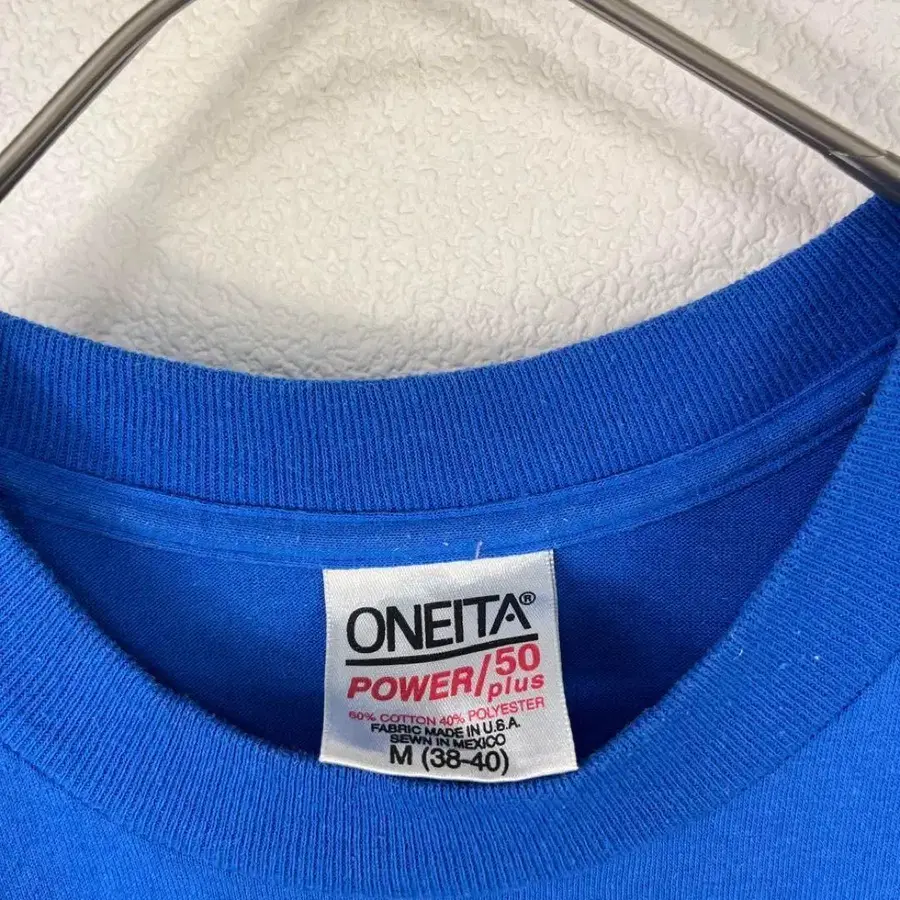 ONEITA®
POWER/50 plus
60% COTTON 40% POLYESTER
FABRIC MADE IN U.S.A.
SEWN IN MEXICO
M (38-40)